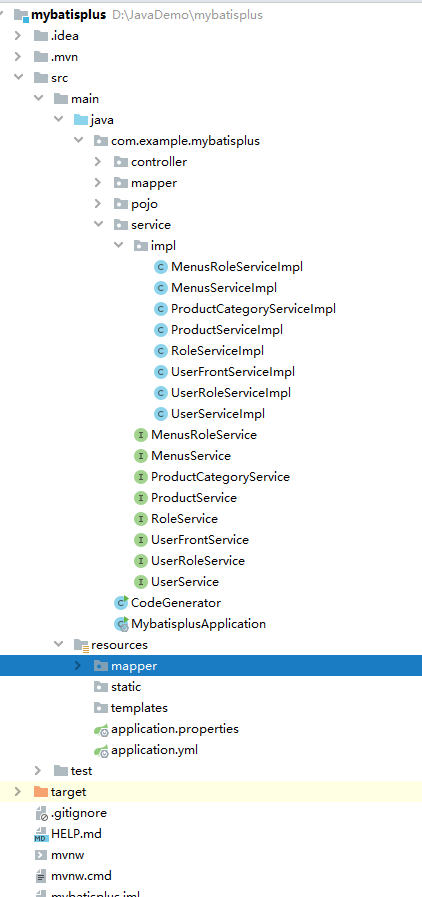 mybatisplus D:\JavaDemo\mybatisplus
.idea
.mvn
src
main
java
com.example.mybatisplus
controller
mapper
pojo
service
impl
MenusRoleServiceImpl
MenusServiceImpl
ProductCategoryServiceImpl
ProductServiceImpl
RoleServiceImpl
UserFrontServiceImpl
UserRoleServiceImpl
UserServiceImpl
MenusRoleService
MenusService
ProductCategoryService
ProductService
RoleService
UserFrontService
UserRoleService
UserService
CodeGenerator
MybatisplusApplication
resources
mapper
static
templates
application.properties
application.yml
test
target
.gitignore
HELP.md
mvnw
mvnw.cmd
mybatisplus.iml